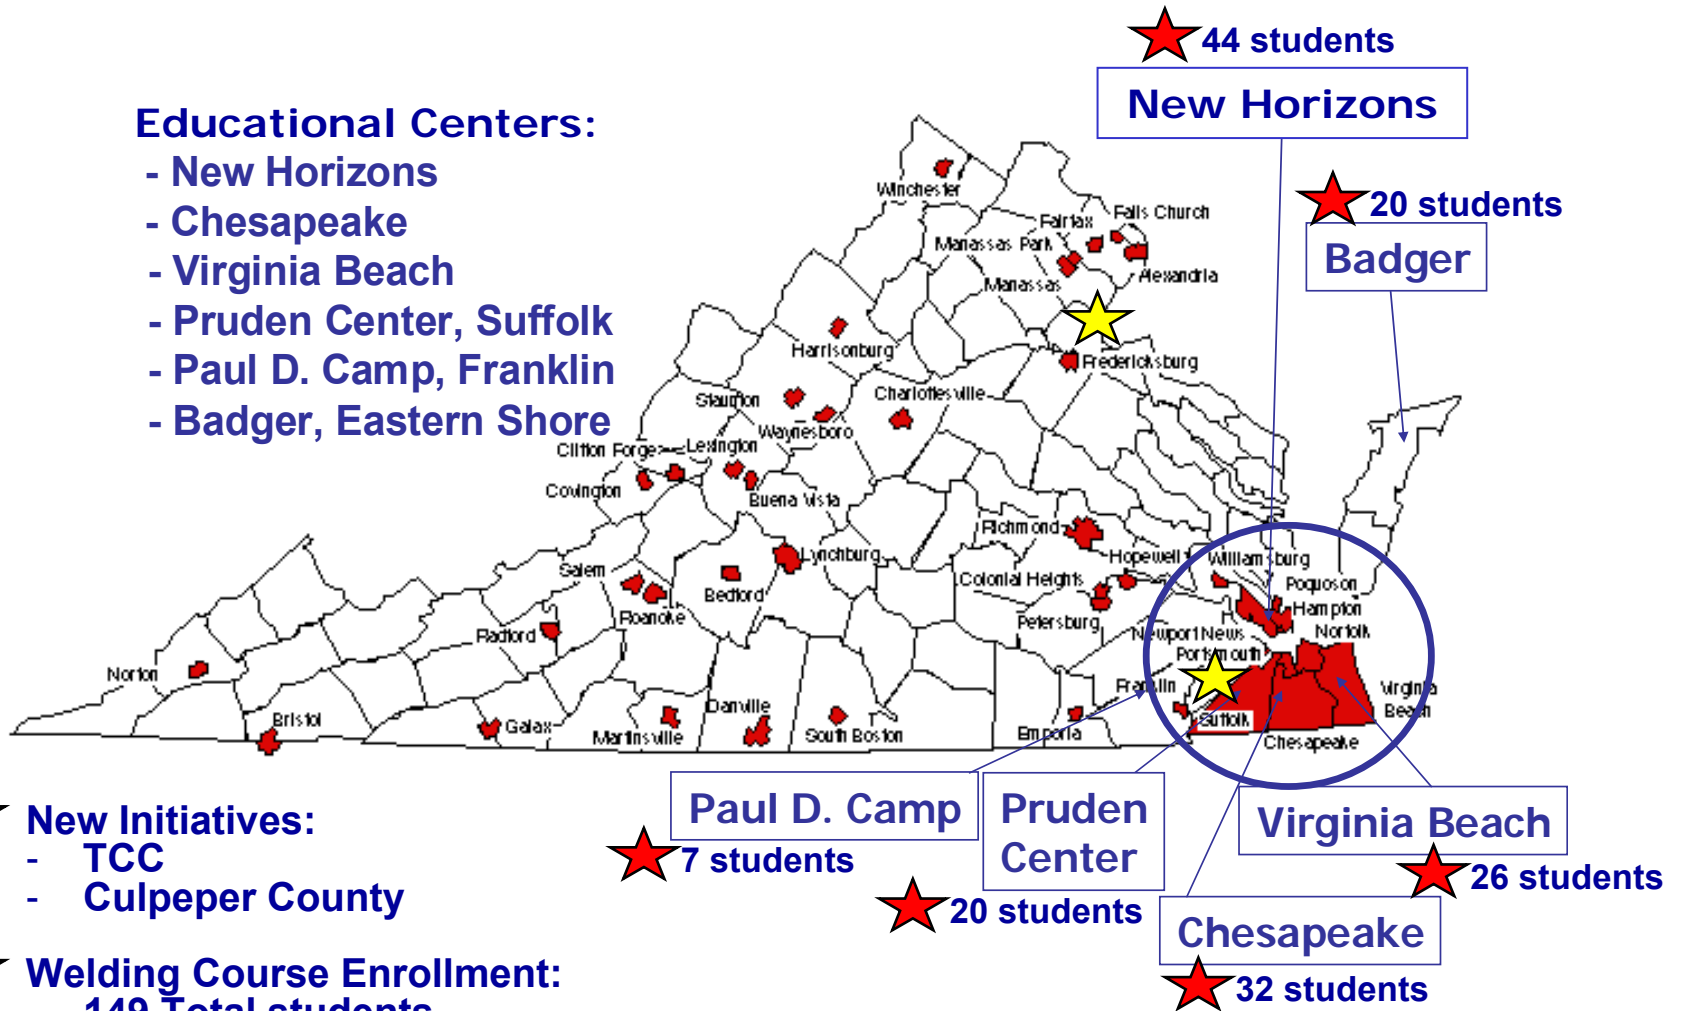 44 students
New Horizons
Educational Centers:
- New Horizons
- Chesapeake
- Virginia Beach
- Pruden Center, Suffolk
- Paul D. Camp, Franklin
- Badger, Eastern Shore
20 students
Badger
Winchester
Fairfax
Falls Church
Manassas Park
Manassas
Alexandria
Harrisonburg
Fredericksburg
Staunton
Charlottesville
Waynesboro
Clifton Forge
Lexington
Covington
Buena Vista
Richmond
Hopewell
Williamsburg
Lynchburg
Salem
Colonial Heights
Poquoson
Bedford
Hampton
Roanoke
Petersburg
Radford
Newport News
Norfolk
Portsmouth
Norton
Franklin
Virginia
Beach
Bristol
Galax
Danville
Martinsville
South Boston
Emporia
Suffolk
Chesapeake
Paul D. Camp
7 students
Pruden
Center
20 students
Virginia Beach
26 students
Chesapeake
32 students
New Initiatives:
- TCC
- Culpeper County
Welding Course Enrollment:
149 Total students